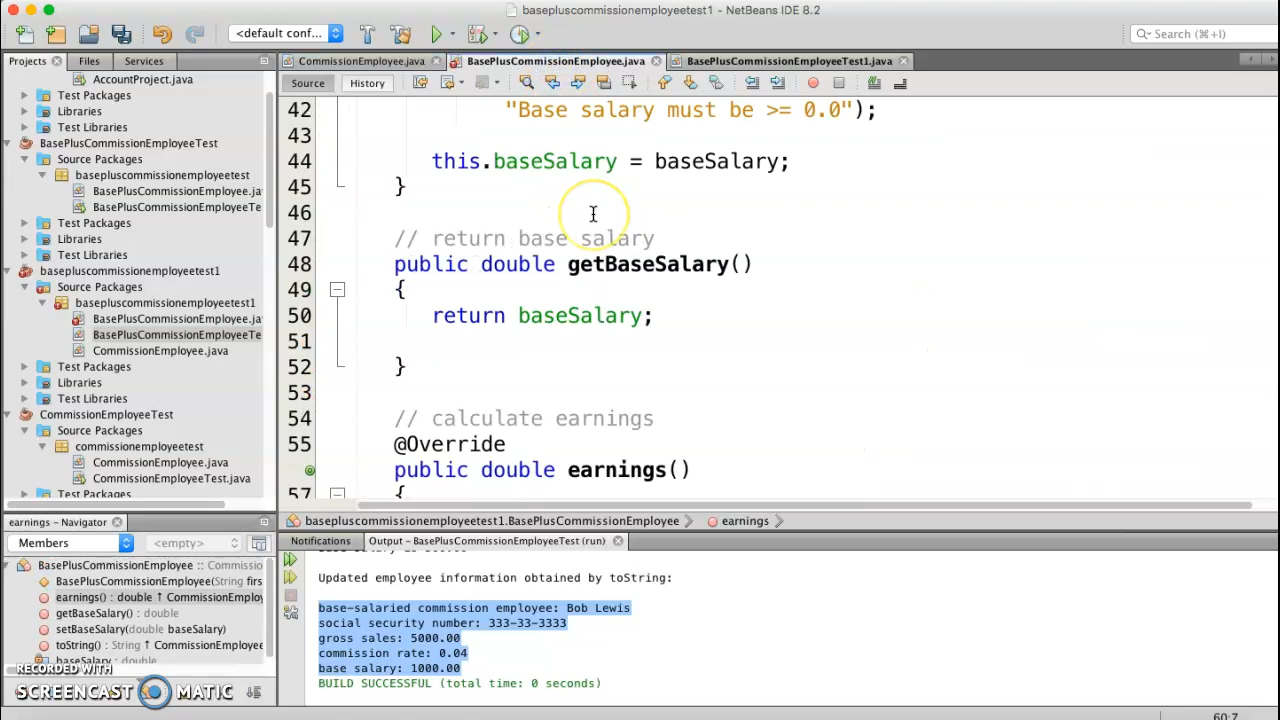 basepluscommissionemployeetest1 - NetBeans IDE 8.2
<default conf...
Search (⌘+I)
Projects
Files
Services
CommissionEmployee.java
BasePlusCommissionEmployee.java
BasePlusCommissionEmployeeTest1.java
Source
History
AccountProject.java
Test Packages
Libraries
Test Libraries
BasePlusCommissionEmployeeTest
Source Packages
basepluscommissionemployeetest
BasePlusCommissionEmployee.ja
BasePlusCommissionEmployeeTe
Test Packages
Libraries
Test Libraries
basepluscommissionemployeetest1
Source Packages
basepluscommissionemployeetest1
BasePlusCommissionEmployee.ja
BasePlusCommissionEmployeeTe
CommissionEmployee.java
Test Packages
Libraries
Test Libraries
CommissionEmployeeTest
Source Packages
commissionemployeetest
CommissionEmployee.java
CommissionEmployeeTest.java
Test Packages
42 "Base salary must be >= 0.0");
43
44 this.baseSalary = baseSalary;
45 }
46
47 // return base salary
48 public double getBaseSalary()
49 {
50 return baseSalary;
51
52 }
53
54 // calculate earnings
55 @Override
public double earnings()
57 {
basepluscommissionemployeetest1.BasePlusCommissionEmployee
earnings
earnings - Navigator
Members
<empty>
BasePlusCommissionEmployee :: Commission
BasePlusCommissionEmployee(String firs
earnings() : double ↑ CommissionEmploy
getBaseSalary() : double
setBaseSalary(double baseSalary)
toString() : String ↑ CommissionEmployee
baseSalary : double
RECORDED WITH
SCREENCAST MATIC
Notifications
Output - BasePlusCommissionEmployeeTest (run)
Updated employee information obtained by toString:
base-salaried commission employee: Bob Lewis
social security number: 333-33-3333
gross sales: 5000.00
commission rate: 0.04
base salary: 1000.00
BUILD SUCCESSFUL (total time: 0 seconds)
60:7